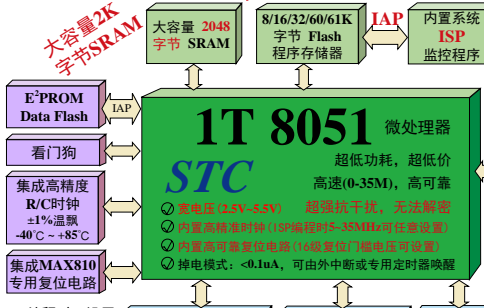 大容量2K
字节SRAM
大容量 2048
字节 SRAM
8/16/32/60/61K
字节 Flash
程序存储器
IAP
内置系统
ISP
监控程序
E²PROM
Data Flash
IAP
看门狗
集成高精度
R/C时钟
±1%温飘
-40℃～+85℃
集成MAX810
专用复位电路
1T 8051 微处理器
STC
超低功耗，超低价
高速(0-35M)，高可靠
宽电压(2.5V~5.5V) 超强抗干扰，无法解密
内置高精准时钟(ISP编程时5~35MHz可任意设置)
内置高可靠复位电路(16级复位门槛电压可设置)
掉电模式：<0.1uA，可由外中断或专用定时器唤醒